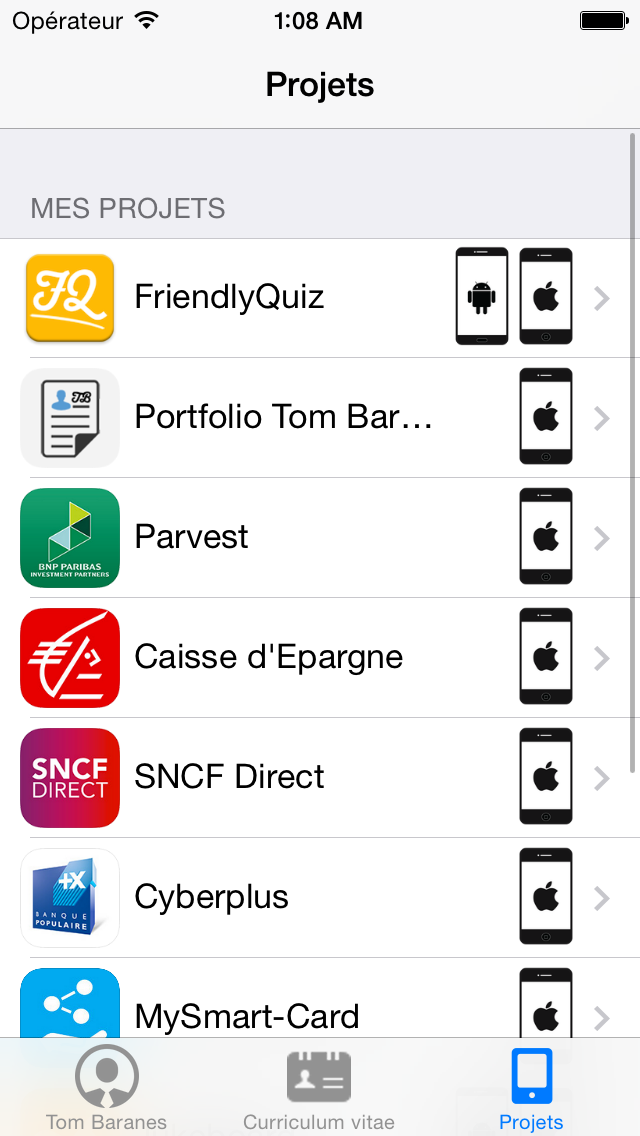 Opérateur 1:08 AM
Projets
MES PROJETS
FQ
FriendlyQuiz
TB
Portfolio Tom Bar...
BNP PARIBAS
INVESTMENT PARTNERS
Parvest
Caisse d'Epargne
SNCF
DIRECT
SNCF Direct
+X
BANQUE
POPULAIRE
Cyberplus
MySmart-Card
Tom Baranes
Curriculum vitae
Projets